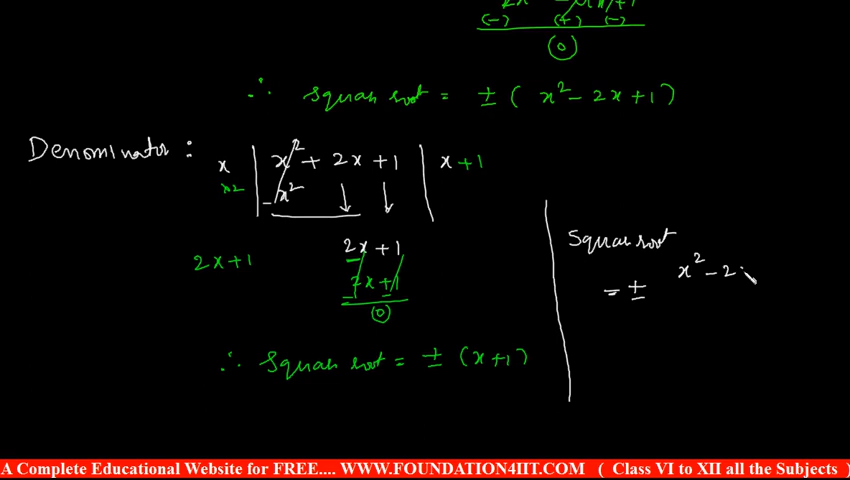 (-) (+) (-)
0
∴ Square root = ± ( x² - 2x + 1 )
Denominator :
x | x² + 2x + 1 | x + 1
x2 - x²
2x + 1
2x + 1
- 2x + 1
0
∴ Square root = ± (x+1)
Square root
= ± x² - 2
A Complete Educational Website for FREE.... WWW.FOUNDATION4IIT.COM ( Class VI to XII all the Subjects )